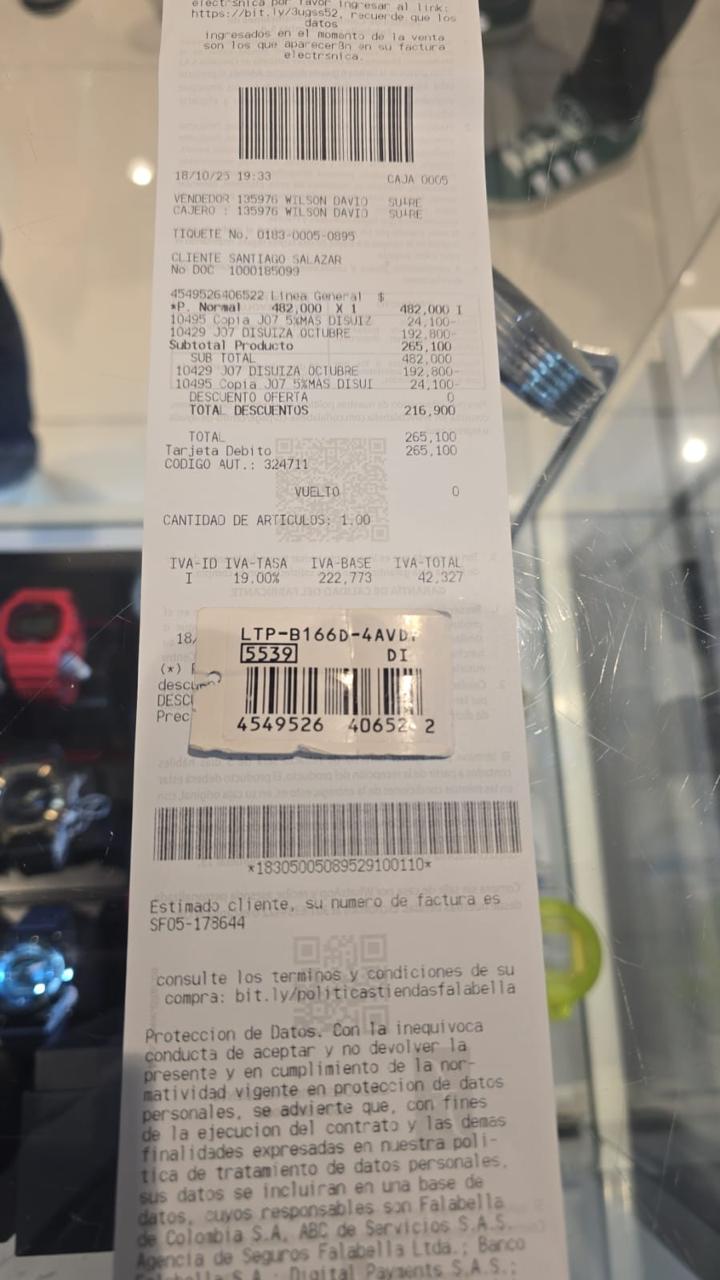 electrsnica por favor ingresar al link:
https://bit.ly/3ugss52, recuerde que los
datos
ingresados en el momento de la venta
son los que aparecer8n en su factura
electrsnica.
18/10/25 19:33 CAJA 0005
VENDEDOR 135976 WILSON DAVID
CAJERO : 135976 WILSON DAVID
TIQUETE No. 0183-0005-0895
CLIENTE SANTIAGO SALAZAR
No DOC 1000185099
4549526406522 Linea General $
*P. Normal 482,000 X 1 482,000 I
10495 Copia J07 5%MAS DISUIZ 24,100-
10429 J07 DISUIZA OCTUBRE 192,800-
Subtotal Producto 265,100
SUB TOTAL 482,000
10429 J07 DISUIZA OCTUBRE 192,800-
10495 Copia J07 5%MAS DISUI 24,100-
DESCUENTO OFERTA 0
TOTAL DESCUENTOS 216,900
TOTAL 265,100
Tarjeta Debito 265,100
CODIGO AUT.: 324711
VUELTO 0
CANTIDAD DE ARTICULOS: 1.00
IVA-ID IVA-TASA IVA-BASE IVA-TOTAL
I 19.00% 222,773 42,327
18/
(*)
descu
DESC
Prec
LTP-B166D-4AVD
5539 DI
4549526 40652 2
*18305005089529100110*
Estimado cliente, su numero de factura es
SF05-178644
consulte los terminos y condiciones de su
compra: bit.ly/politicastiendasfalabella
Proteccion de Datos. Con la inequivoca
conducta de aceptar y no devolver la
presente y en cumplimiento de la nor-
matividad vigente en proteccion de datos
personales, se advierte que, con fines
de la ejecucion del contrato y las demas
finalidades expresadas en nuestra poli-
tica de tratamiento de datos personales,
sus datos se incluiran en una base de
datos, cuyos responsables son Falabella
de Colombia S.A, ABC de Servicios S.A.S.
Agencia de Seguros Falabella Ltda.; Banco
Falabella S.A.; Digital Payments S.A.S.;